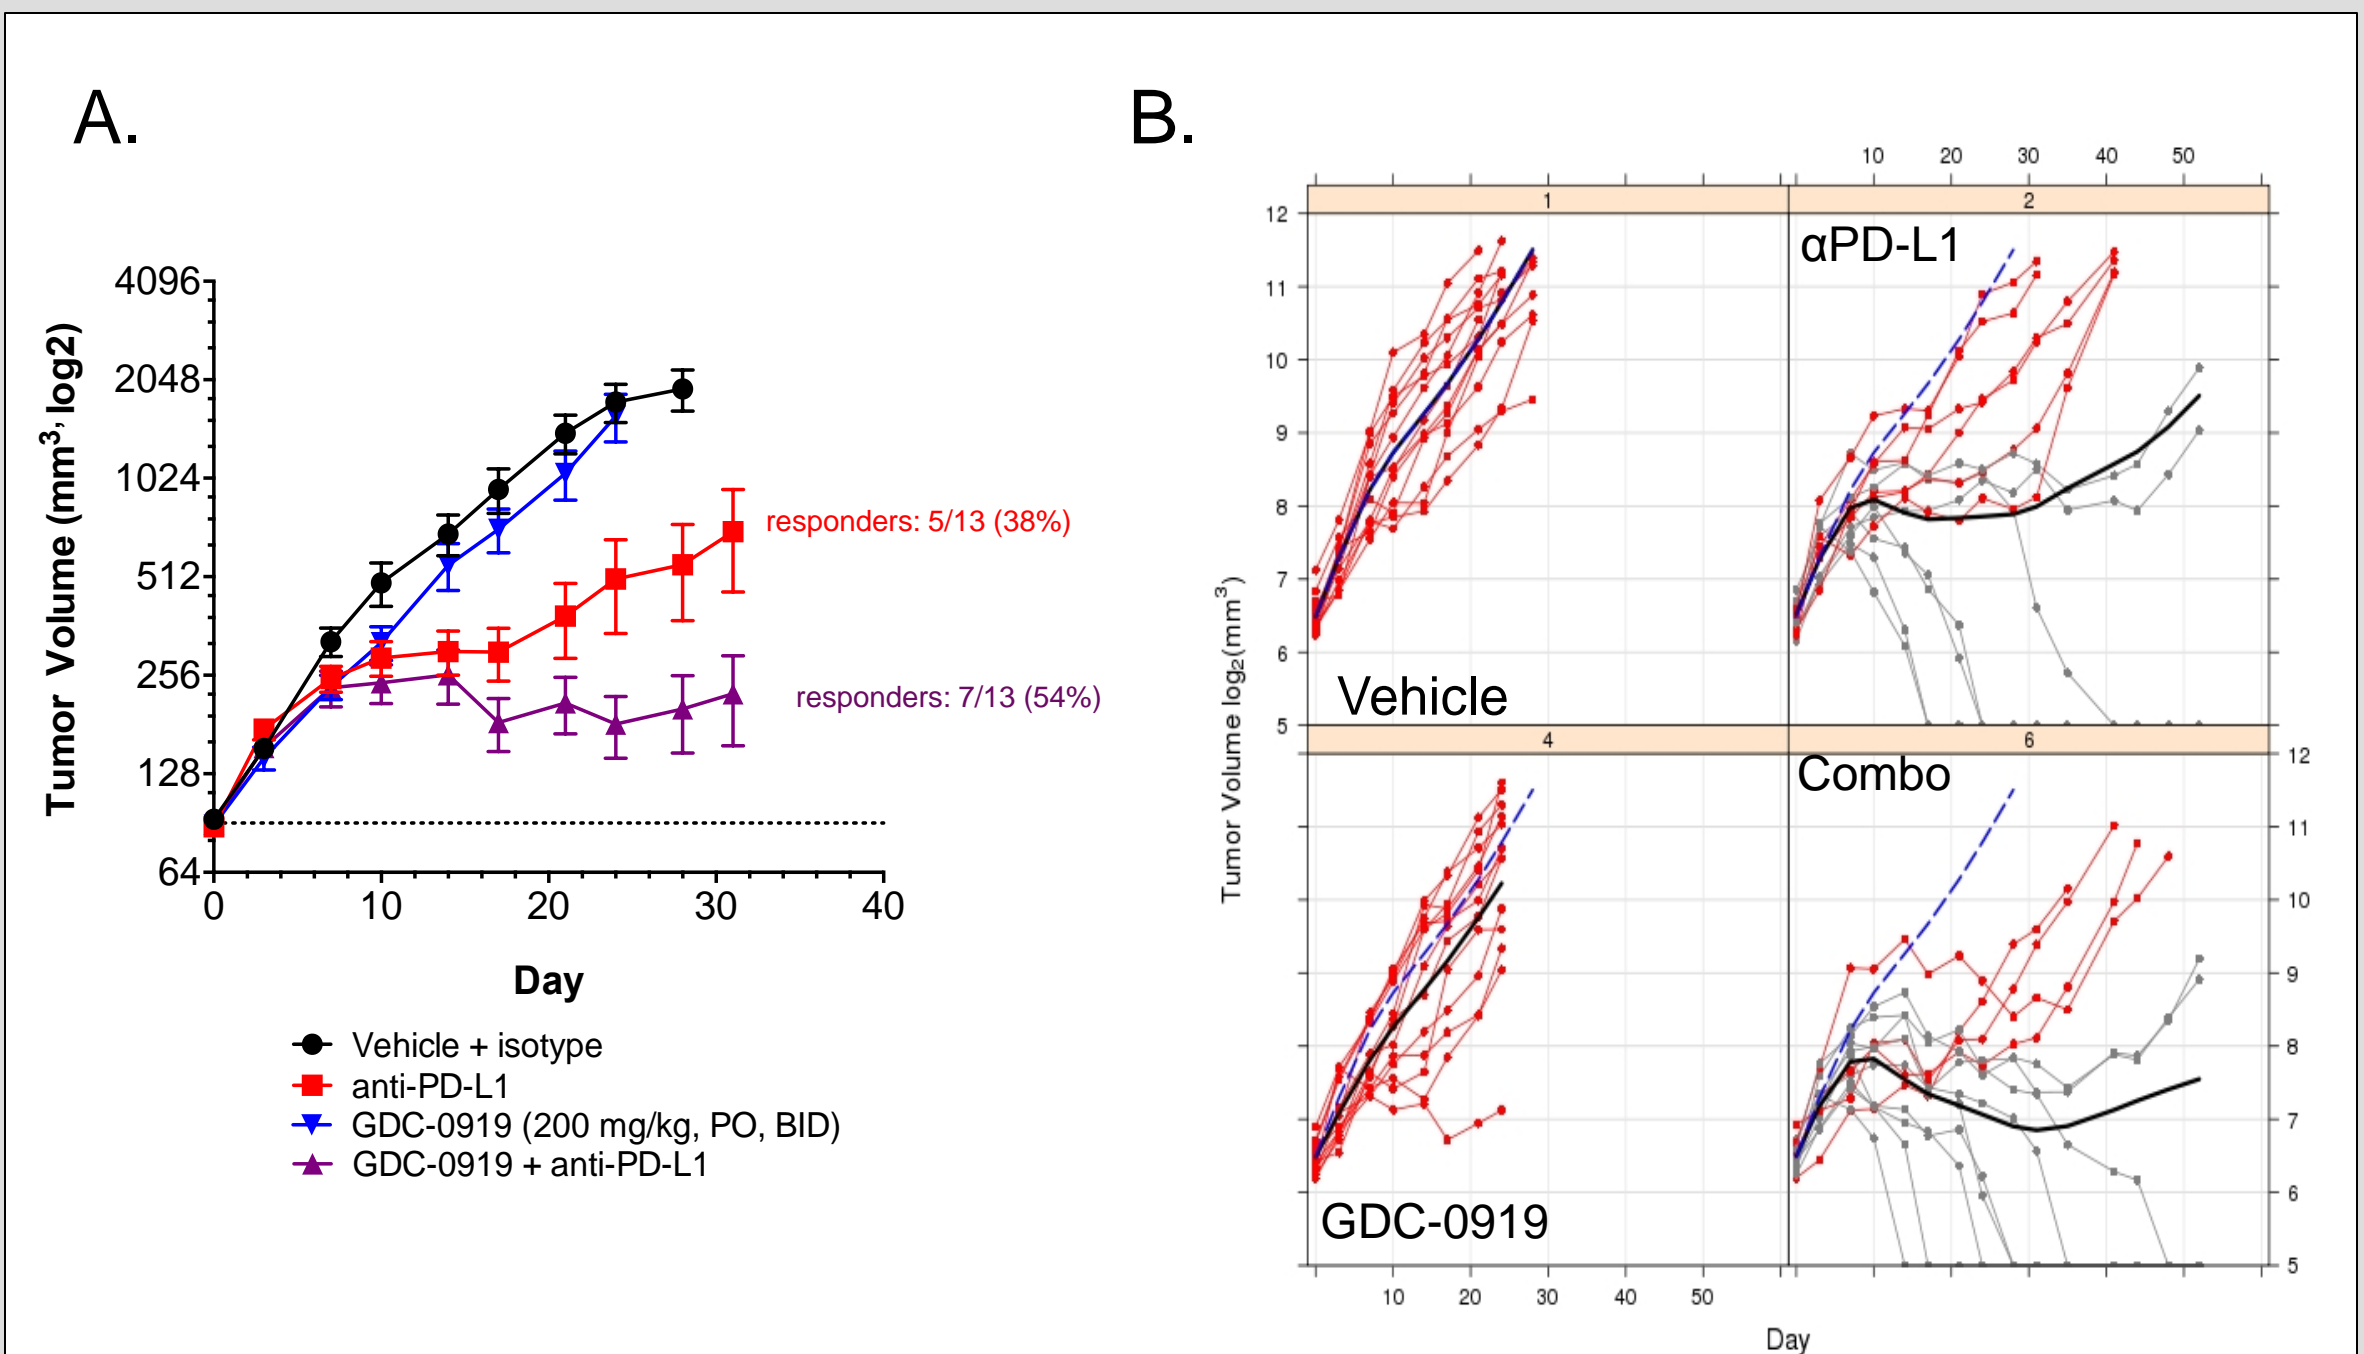 A.
B.
4096
2048
1024
512
256
128
64
0
10
20
30
40
Tumor Volume (mm³, log2)
Day
responders: 5/13 (38%)
responders: 7/13 (54%)
Vehicle + isotype
anti-PD-L1
GDC-0919 (200 mg/kg, PO, BID)
GDC-0919 + anti-PD-L1
10 20 30 40 50
1
2
12
11
10
9
8
7
6
5
αPD-L1
Vehicle
Tumor Volume log₂(mm³)
4
6
Combo
GDC-0919
12
11
10
9
8
7
6
5
10 20 30 40 50
Day